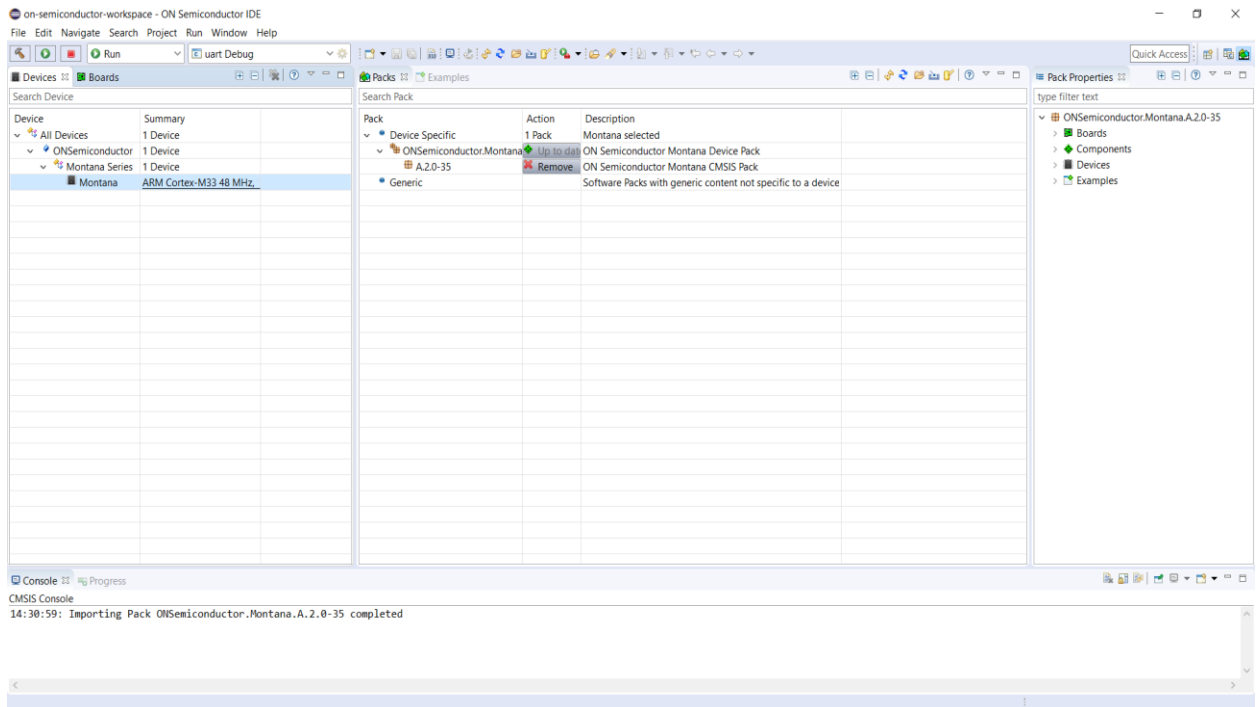 on-semiconductor-workspace - ON Semiconductor IDE
File Edit Navigate Search Project Run Window Help
Run uart Debug Quick Access
Devices Boards
Search Device
Device Summary
All Devices 1 Device
ONSemiconductor 1 Device
Montana Series 1 Device
Montana ARM Cortex-M33 48 MHz,
Packs Examples
Search Pack
Pack Action Description
Device Specific 1 Pack Montana selected
ONSemiconductor.Montana Up to dat ON Semiconductor Montana Device Pack
A.2.0-35 Remove ON Semiconductor Montana CMSIS Pack
Generic Software Packs with generic content not specific to a device
Pack Properties
type filter text
ONSemiconductor.Montana.A.2.0-35
Boards
Components
Devices
Examples
Console Progress
CMSIS Console
14:30:59: Importing Pack ONSemiconductor.Montana.A.2.0-35 completed